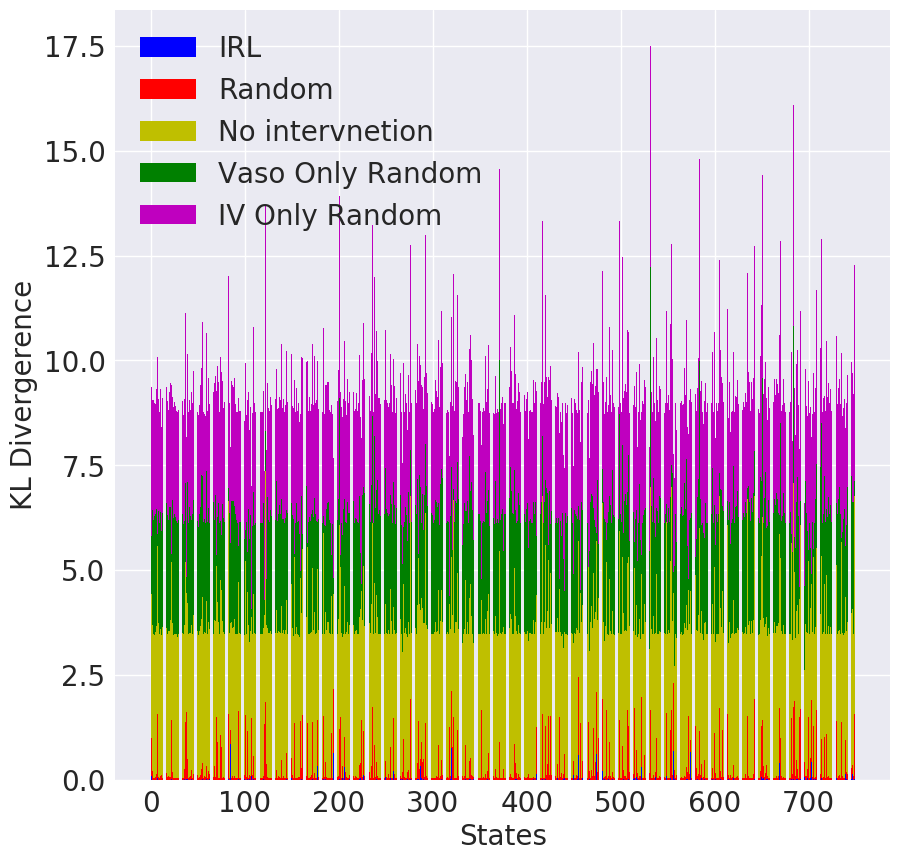 17.5
15.0
12.5
10.0
7.5
5.0
2.5
0.0
KL Divergerence
IRL
Random
No intervnetion
Vaso Only Random
IV Only Random
0 100 200 300 400 500 600 700
States